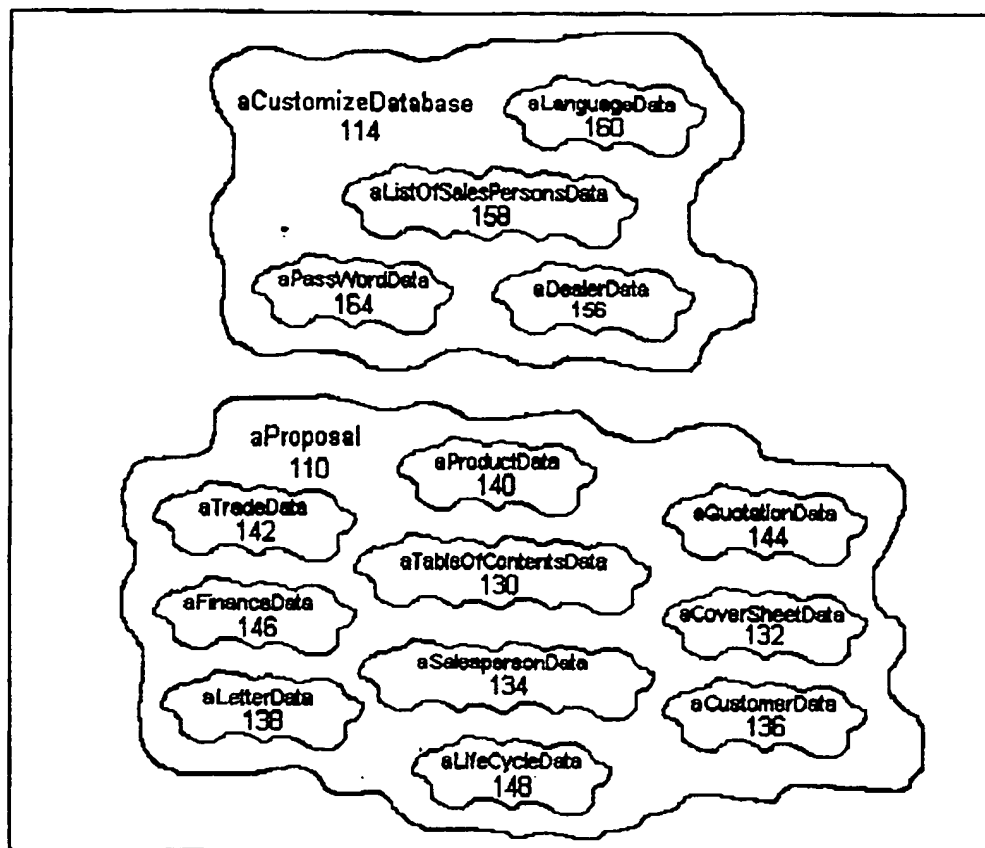 aCustomizeDatabase
114
aLanguageData
160
aListOfSalesPersonsData
158
aPassWordData
164
aDealerData
156
aProposal
110
aProductData
140
aTradeData
142
aQuotationData
144
aTableOfContentsData
130
aFinanceData
146
aCoverSheetData
132
aSalespersonData
134
aLetterData
138
aCustomerData
136
aLifeCycleData
148